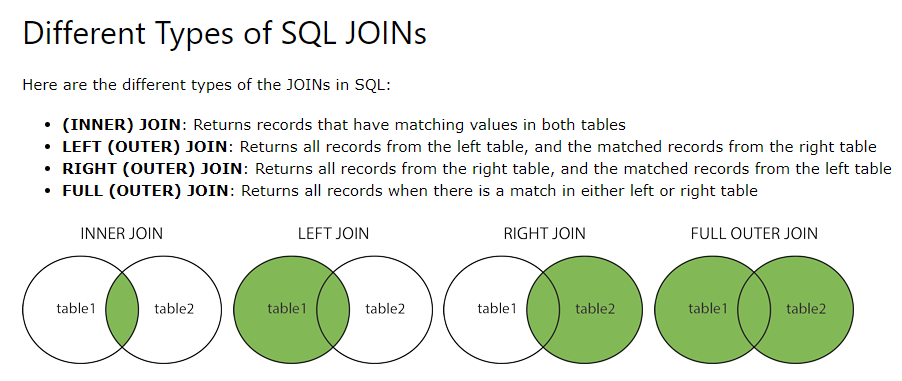 Different Types of SQL JOINs
Here are the different types of the JOINs in SQL:
• (INNER) JOIN: Returns records that have matching values in both tables
• LEFT (OUTER) JOIN: Returns all records from the left table, and the matched records from the right table
• RIGHT (OUTER) JOIN: Returns all records from the right table, and the matched records from the left table
• FULL (OUTER) JOIN: Returns all records when there is a match in either left or right table
INNER JOIN LEFT JOIN RIGHT JOIN FULL OUTER JOIN
table1 table2 table1 table2 table1 table2 table1 table2